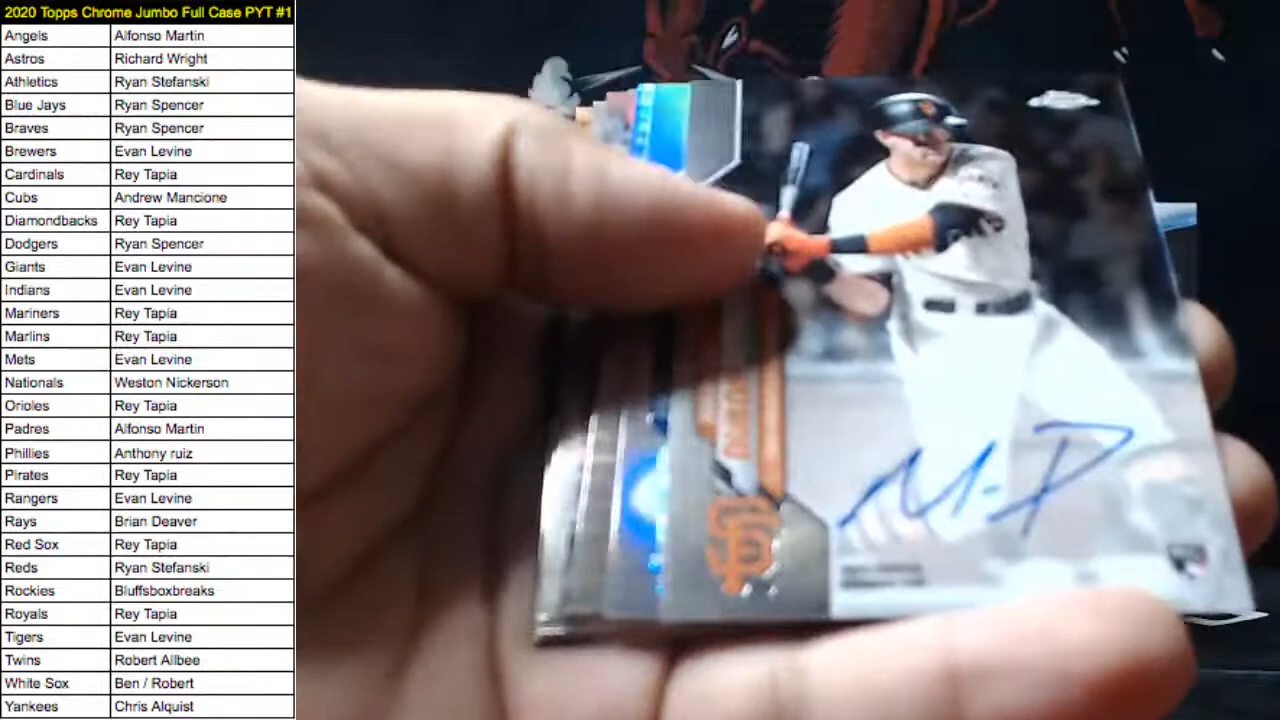 2020 Topps Chrome Jumbo Full Case PYT #1
Angels Alfonso Martin
Astros Richard Wright
Athletics Ryan Stefanski
Blue Jays Ryan Spencer
Braves Ryan Spencer
Brewers Evan Levine
Cardinals Rey Tapia
Cubs Andrew Mancione
Diamondbacks Rey Tapia
Dodgers Ryan Spencer
Giants Evan Levine
Indians Evan Levine
Mariners Rey Tapia
Marlins Rey Tapia
Mets Evan Levine
Nationals Weston Nickerson
Orioles Rey Tapia
Padres Alfonso Martin
Phillies Anthony ruiz
Pirates Rey Tapia
Rangers Evan Levine
Rays Brian Deaver
Red Sox Rey Tapia
Reds Ryan Stefanski
Rockies Bluffsboxbreaks
Royals Rey Tapia
Tigers Evan Levine
Twins Robert Allbee
White Sox Ben / Robert
Yankees Chris Alquist
SF